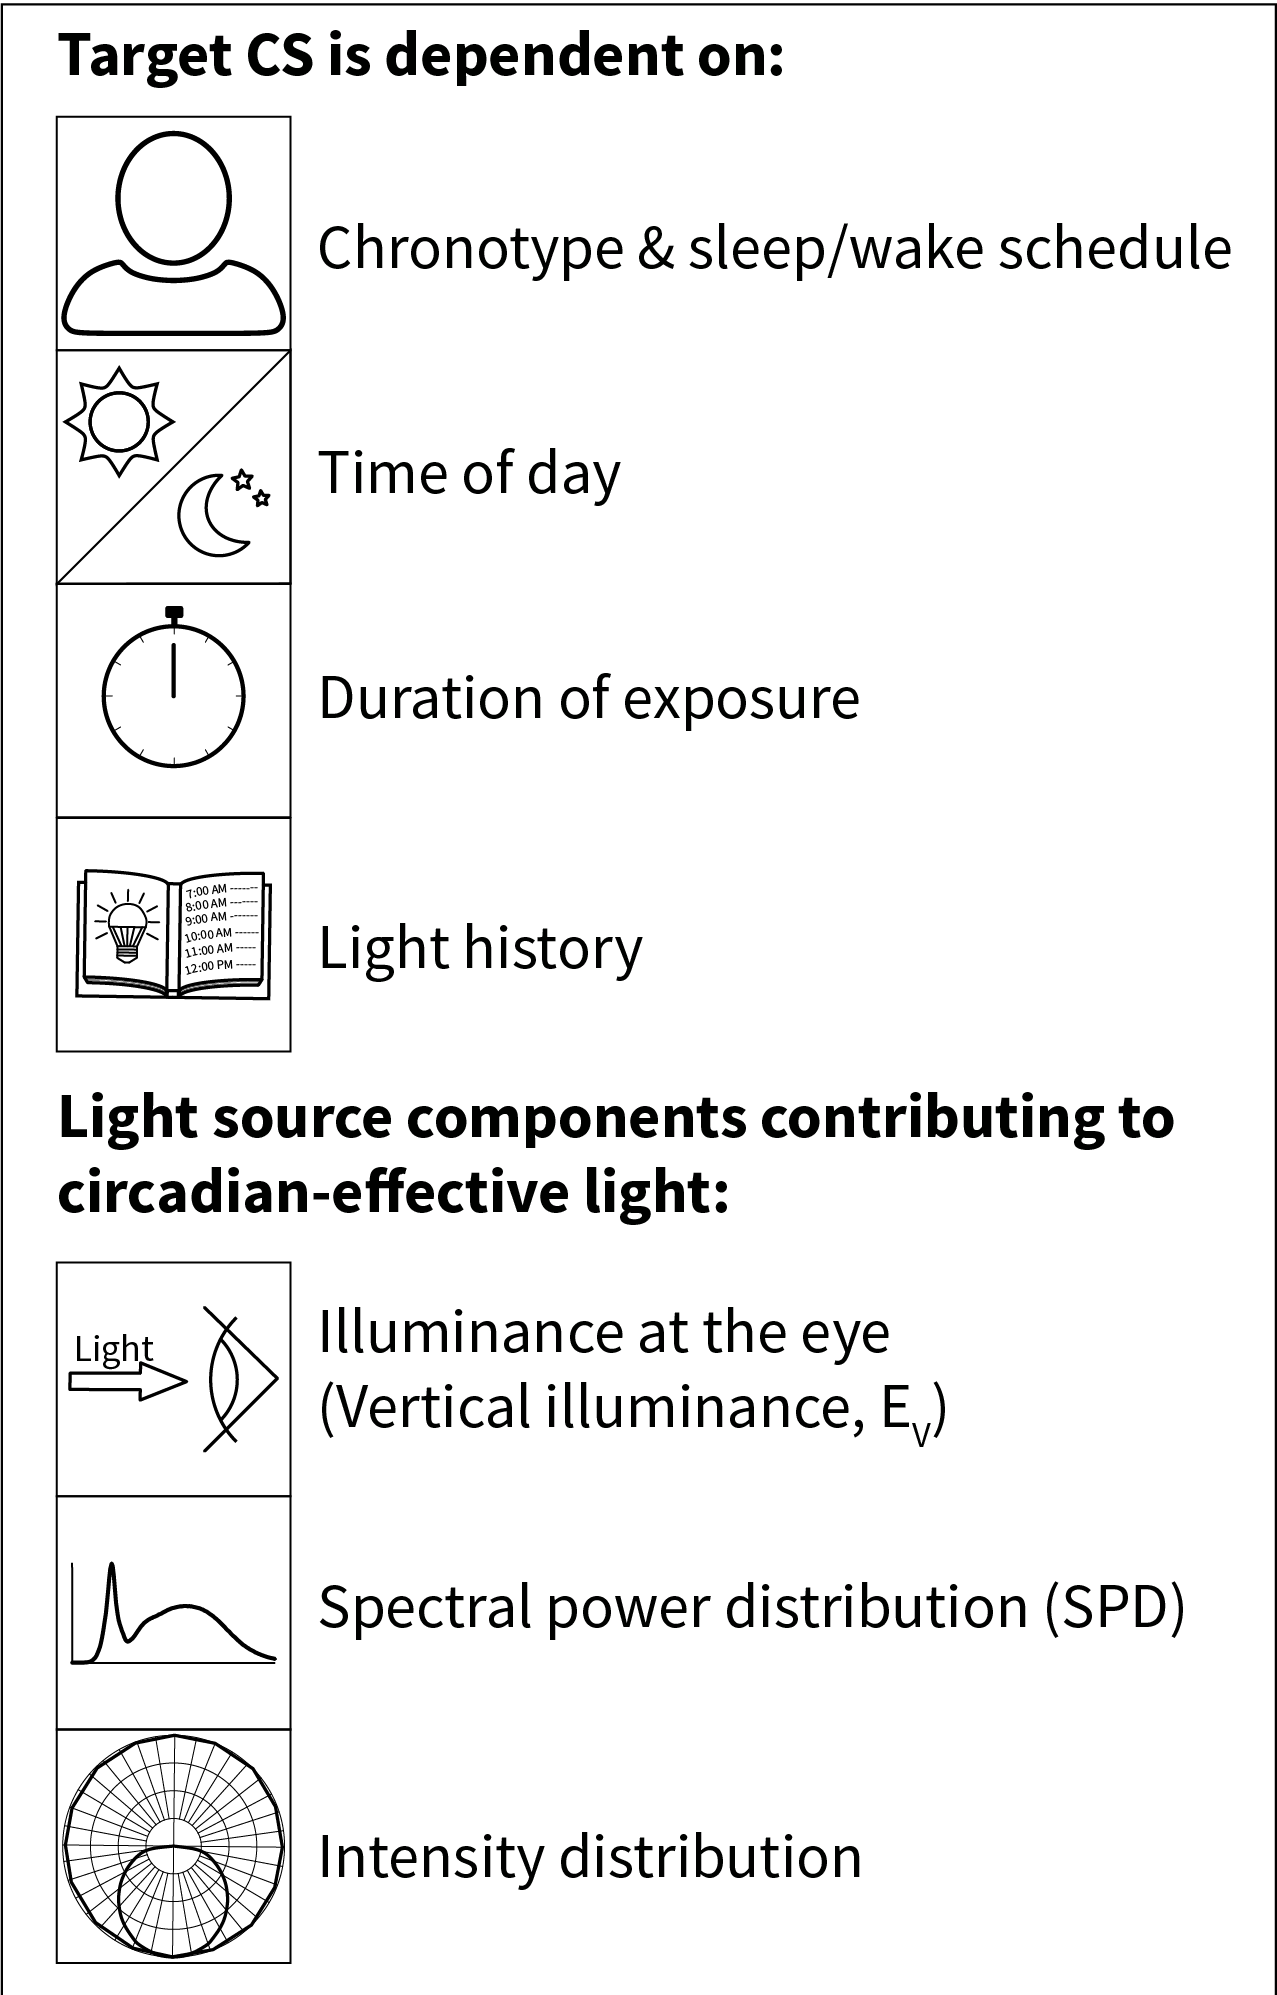 Target CS is dependent on:
Chronotype & sleep/wake schedule
Time of day
Duration of exposure
7:00 AM -------
8:00 AM ------
9:00 AM ------
10:00 AM ------
11:00 AM -----
12:00 PM -----
Light history
Light source components contributing to
circadian-effective light:
Light
Illuminance at the eye
(Vertical illuminance, EV)
Spectral power distribution (SPD)
Intensity distribution